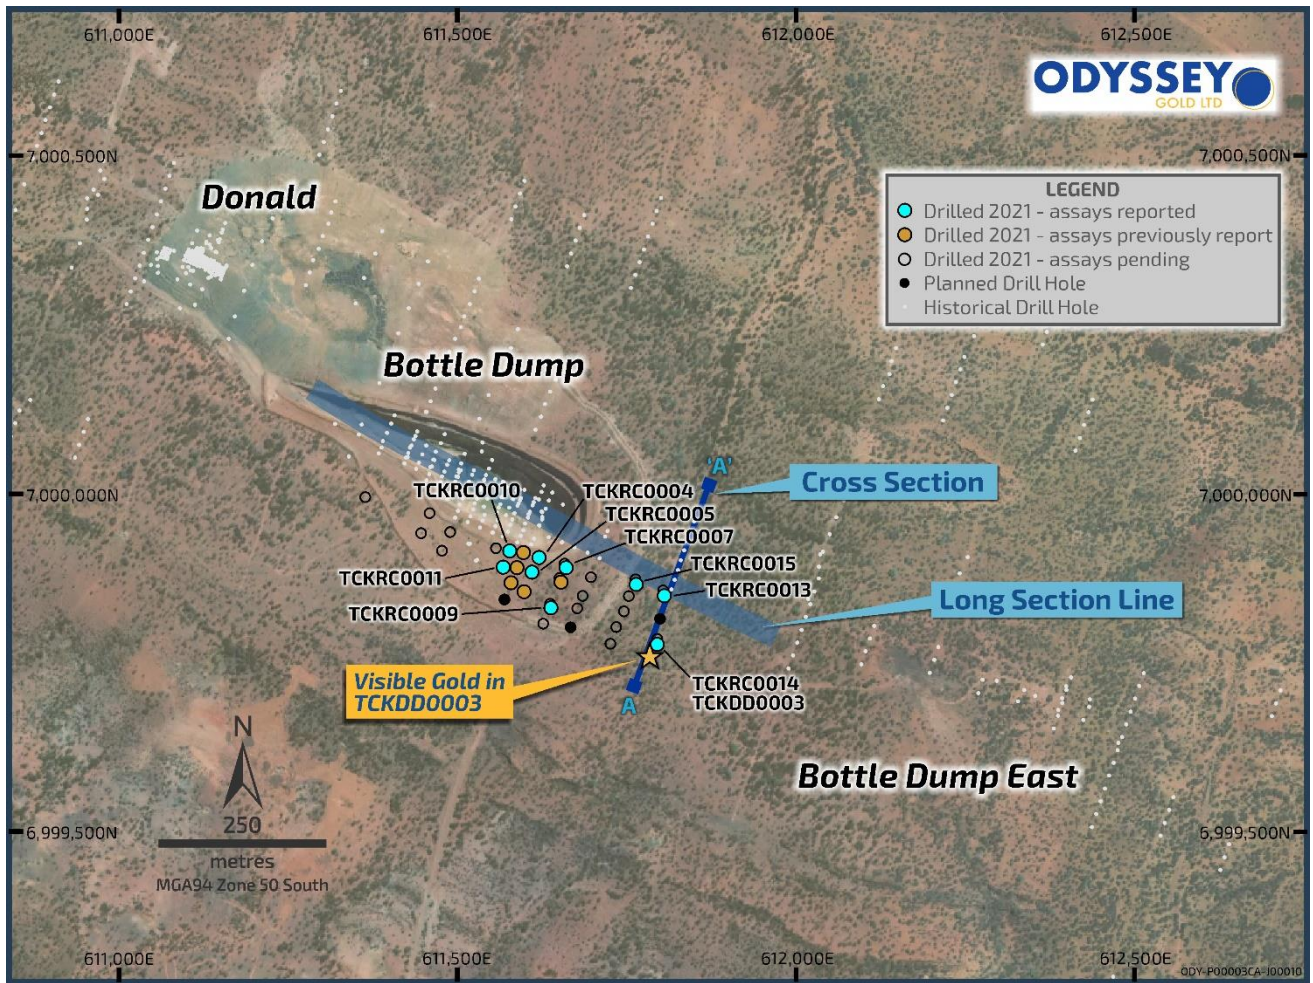 611,000E
611,500E
612,000E
612,500E
ODYSSEY
GOLD LTD
7,000,500N
7,000,500N
LEGEND
Drilled 2021 - assays reported
Drilled 2021 - assays previously report
Drilled 2021 - assays pending
Planned Drill Hole
Historical Drill Hole
Donald
Bottle Dump
'A'
Cross Section
7,000,000N
7,000,000N
TCKRC0010
TCKRC0004
TCKRC0005
TCKRC0007
TCKRC0015
TCKRC0011
TCKRC0013
TCKRC0009
Long Section Line
Visible Gold in
TCKDD0003
TCKRC0014
TCKDD0003
A
N
Bottle Dump East
250
metres
MGA94 Zone 50 South
6,999,500N
6,999,500N
611,000E
611,500E
612,000E
612,500E
ODY-P00003CA-J00010